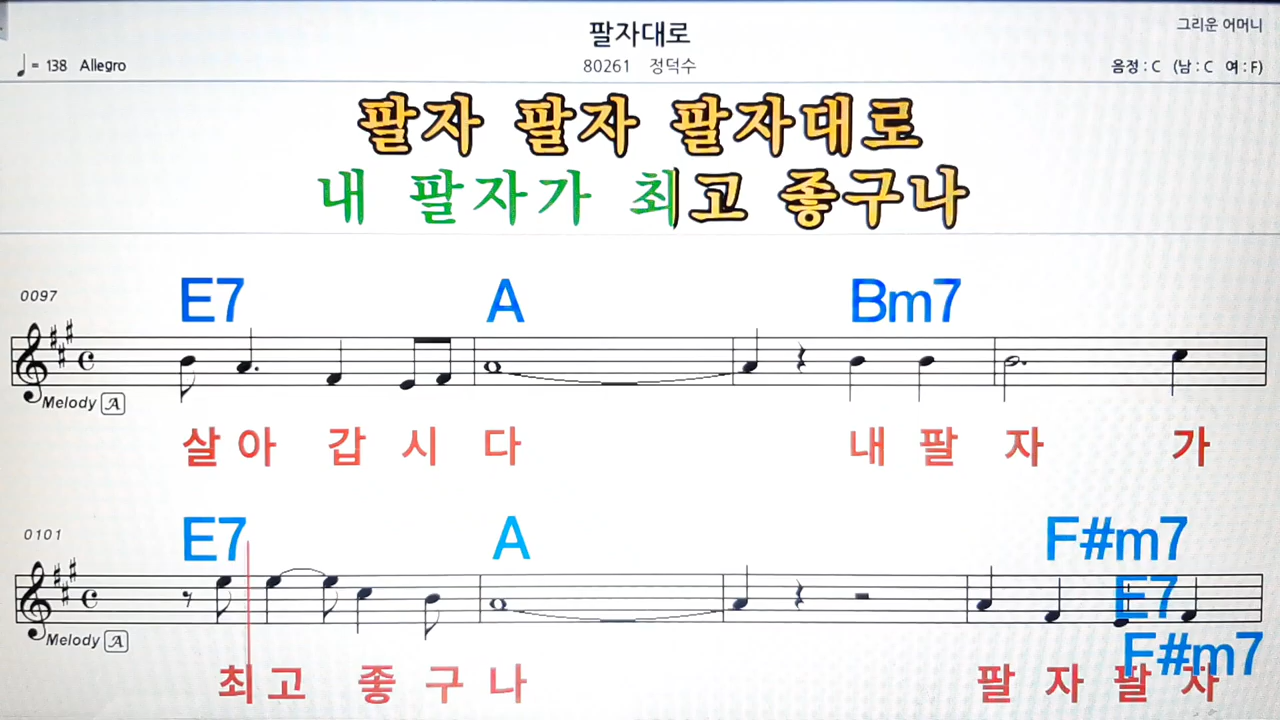 팔자대로
그리운 어머니
♩= 138 Allegro
80261 정덕수
음정 : C (남 : C 여 : F)
팔자 팔자 팔자대로
내 팔자가 최고 좋구나
0097
E7 A Bm7
Melody A
살 아 갑 시 다 내 팔 자 가
0101
E7 A F#m7
E7
Melody A
F#m7
최 고 좋 구 나 팔 자 팔 자